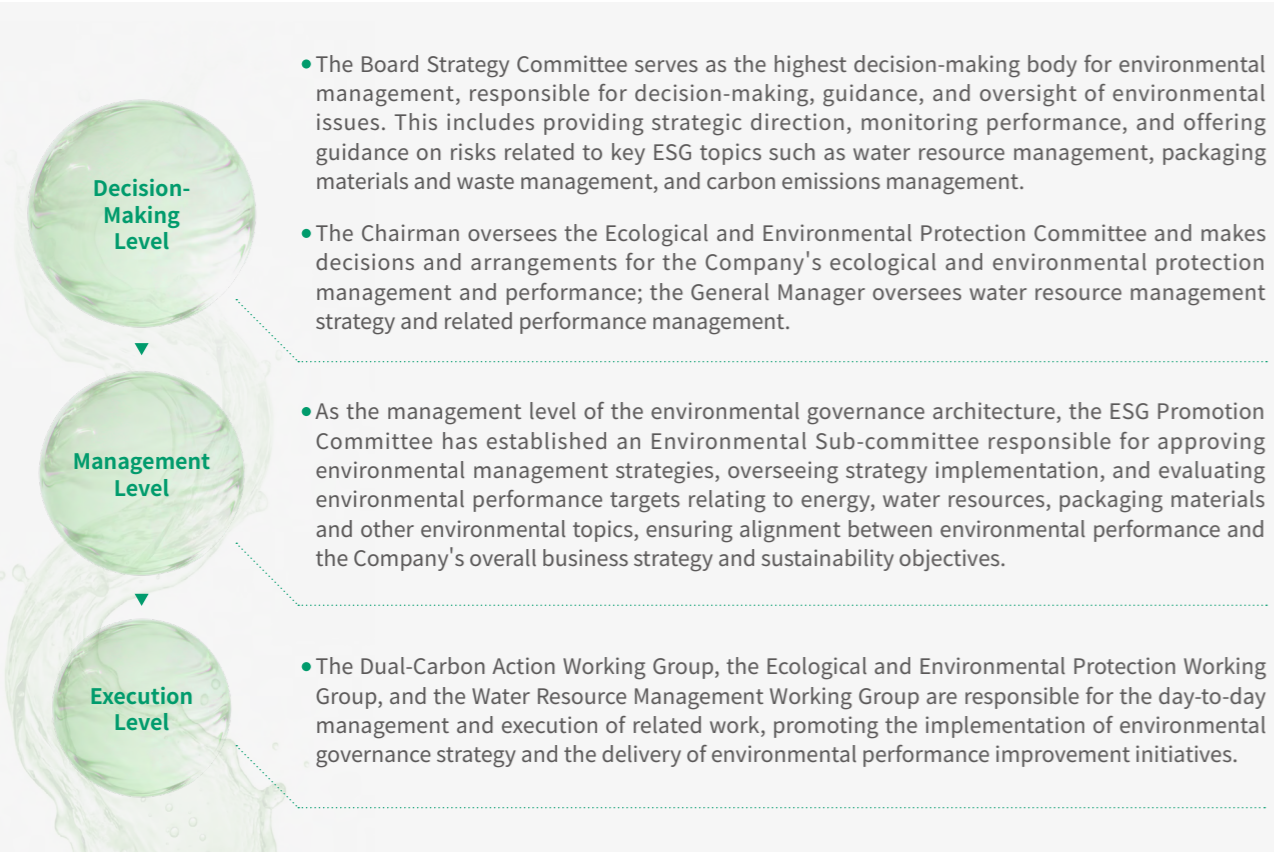 Decision-
Making
Level
• The Board Strategy Committee serves as the highest decision-making body for environmental
management, responsible for decision-making, guidance, and oversight of environmental
issues. This includes providing strategic direction, monitoring performance, and offering
guidance on risks related to key ESG topics such as water resource management, packaging
materials and waste management, and carbon emissions management.
• The Chairman oversees the Ecological and Environmental Protection Committee and makes
decisions and arrangements for the Company's ecological and environmental protection
management and performance; the General Manager oversees water resource management
strategy and related performance management.
Management
Level
• As the management level of the environmental governance architecture, the ESG Promotion
Committee has established an Environmental Sub-committee responsible for approving
environmental management strategies, overseeing strategy implementation, and evaluating
environmental performance targets relating to energy, water resources, packaging materials
and other environmental topics, ensuring alignment between environmental performance and
the Company's overall business strategy and sustainability objectives.
Execution
Level
• The Dual-Carbon Action Working Group, the Ecological and Environmental Protection Working
Group, and the Water Resource Management Working Group are responsible for the day-to-day
management and execution of related work, promoting the implementation of environmental
governance strategy and the delivery of environmental performance improvement initiatives.